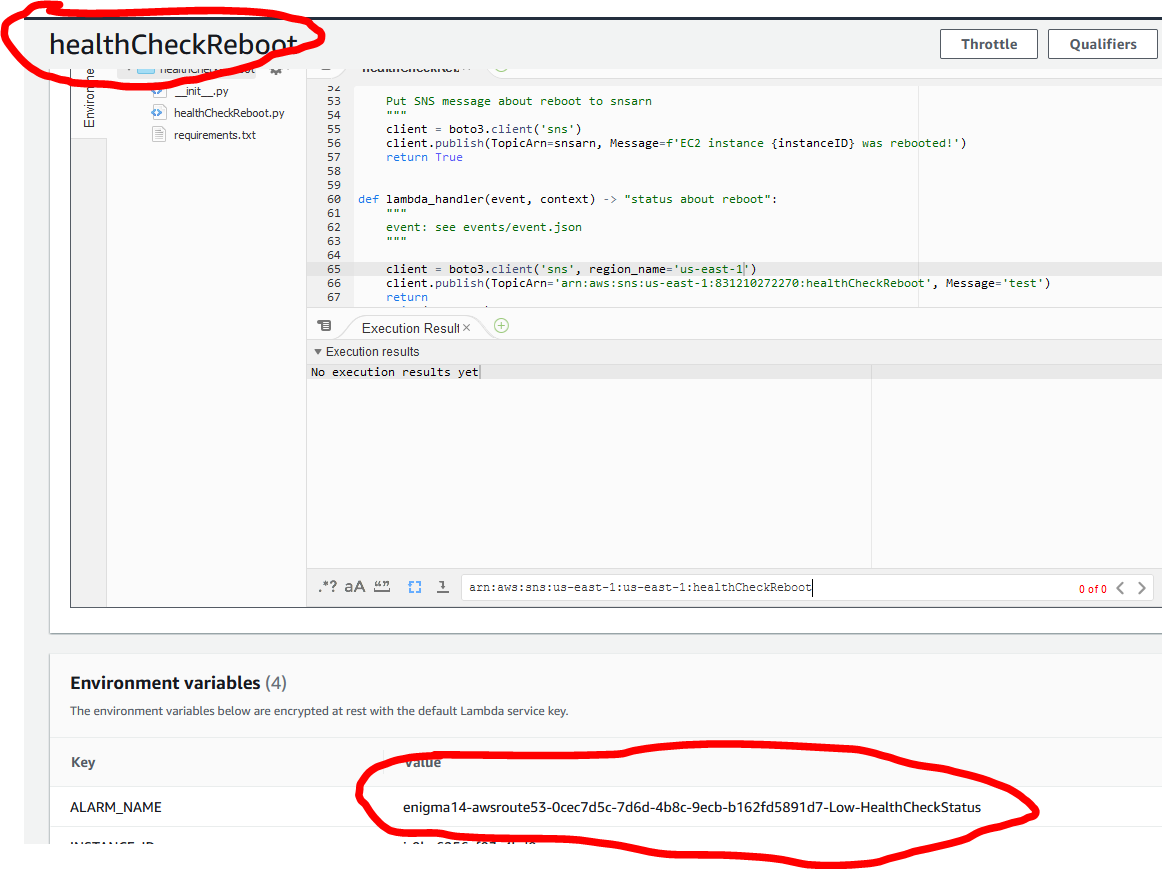 healthCheckReboot
Throttle
Qualifiers
Environme
healthCheckReboot
__init__.py
healthCheckReboot.py
requirements.txt
52
53 Put SNS message about reboot to snsarn
54 """
55 client = boto3.client('sns')
56 client.publish(TopicArn=snsarn, Message=f'EC2 instance {instanceID} was rebooted!')
57 return True
58
59
60 def lambda_handler(event, context) -> "status about reboot":
61 """
62 event: see events/event.json
63 """
64
65 client = boto3.client('sns', region_name='us-east-1')
66 client.publish(TopicArn='arn:aws:sns:us-east-1:831210272270:healthCheckReboot', Message='test')
67 return
Execution Result
Execution results
No execution results yet
.*? aA “”
arn:aws:sns:us-east-1:us-east-1:healthCheckReboot
0 of 0
Environment variables (4)
The environment variables below are encrypted at rest with the default Lambda service key.
Key Value
ALARM_NAME enigma14-awsroute53-0cec7d5c-7d6d-4b8c-9ecb-b162fd5891d7-Low-HealthCheckStatus